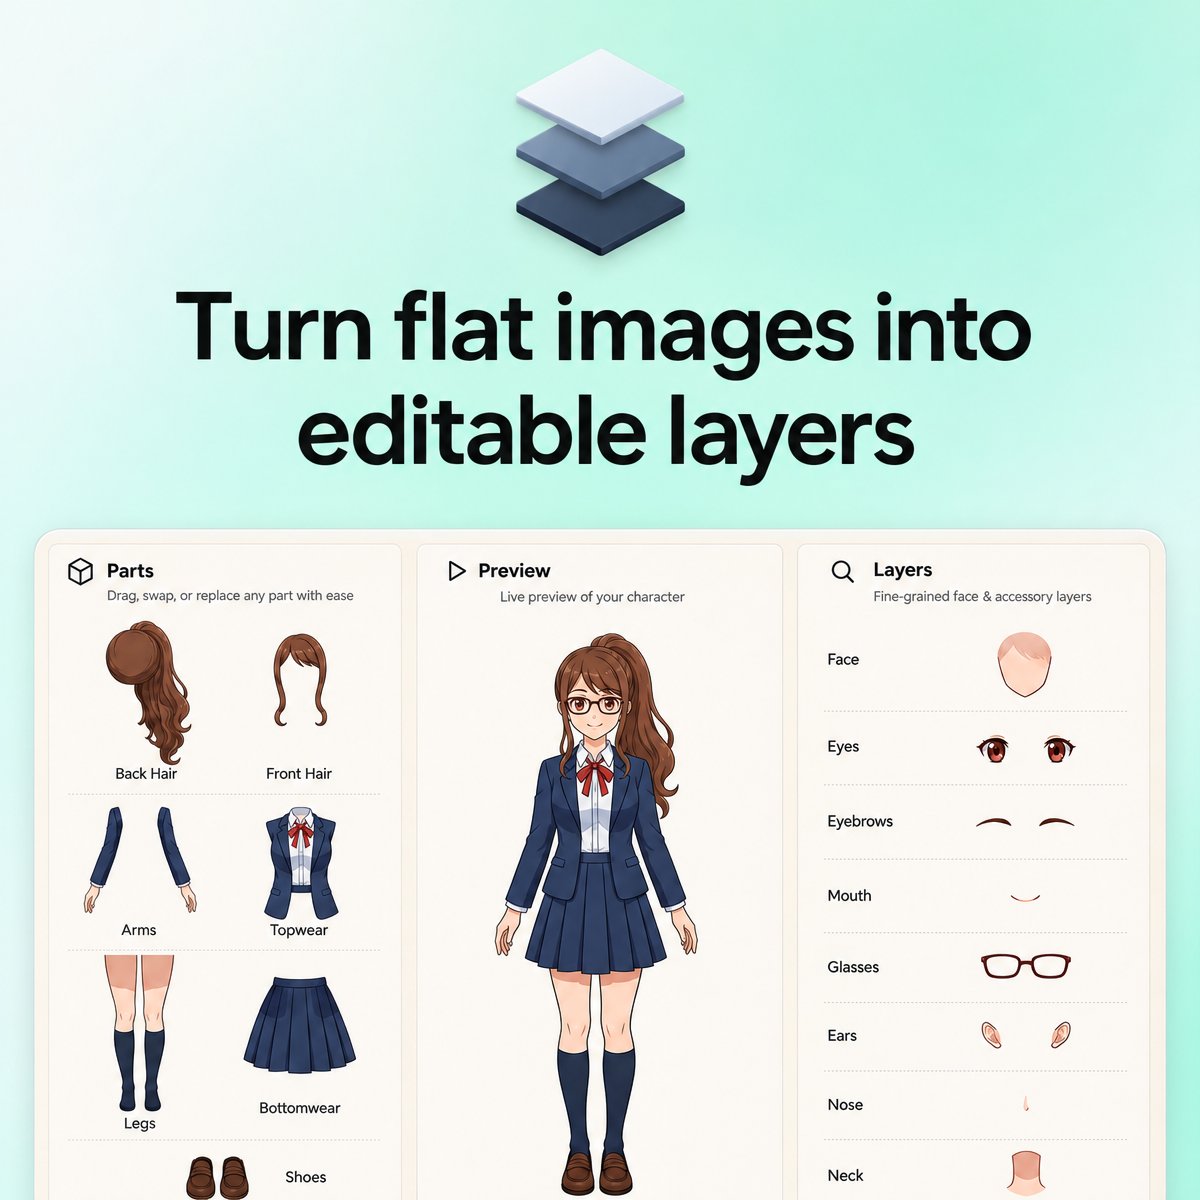 Turn flat images into
editable layers
Parts
Drag, swap, or replace any part with ease
Back Hair
Front Hair
Arms
Topwear
Legs
Bottomwear
Shoes
Preview
Live preview of your character
Layers
Fine-grained face & accessory layers
Face
Eyes
Eyebrows
Mouth
Glasses
Ears
Nose
Neck